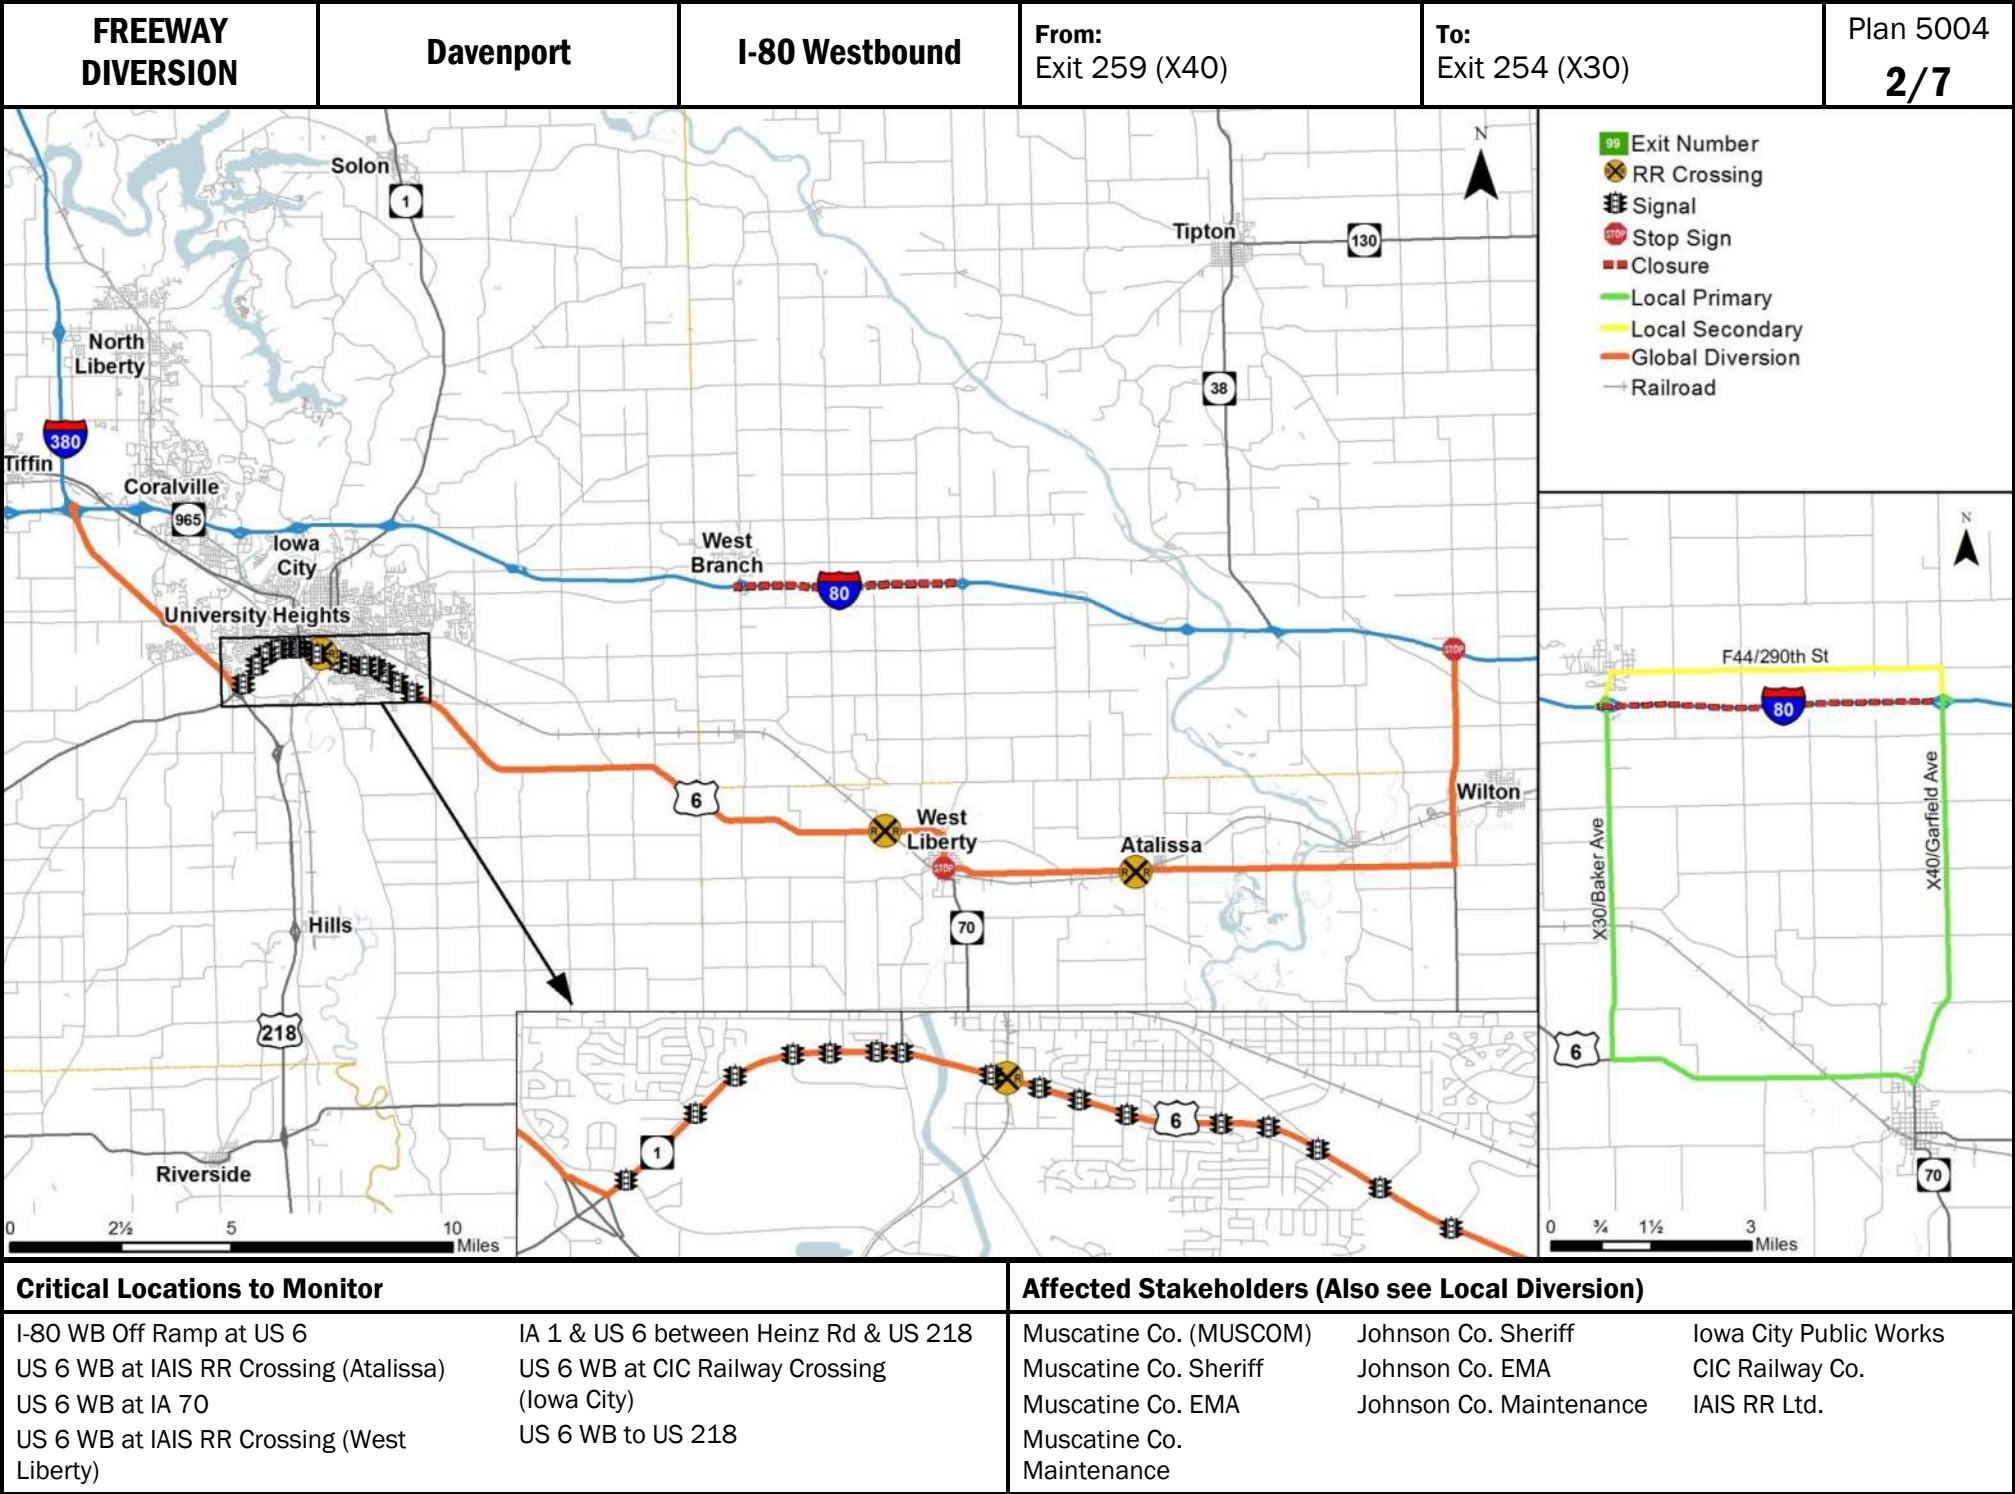 FREEWAY
DIVERSION
Davenport
I-80 Westbound
From:
Exit 259 (X40)
To:
Exit 254 (X30)
Plan 5004
2/7
Solon
1
N
Tipton
130
North
Liberty
38
380
Tiffin
Coralville
965
Iowa
City
West
Branch
80
University Heights
STOP
R
6
Wilton
West
Liberty
R R
STOP
Atalissa
R R
70
Hills
218
Riverside
0 2½ 5 10
Miles
1
R
6
99 Exit Number
RR Crossing
Signal
STOP Stop Sign
Closure
Local Primary
Local Secondary
Global Diversion
Railroad
N
F44/290th St
80
X30/Baker Ave
X40/Garfield Ave
6
70
0 ¾ 1½ 3
Miles
Critical Locations to Monitor
I-80 WB Off Ramp at US 6
US 6 WB at IAIS RR Crossing (Atalissa)
US 6 WB at IA 70
US 6 WB at IAIS RR Crossing (West
Liberty)
IA 1 & US 6 between Heinz Rd & US 218
US 6 WB at CIC Railway Crossing
(Iowa City)
US 6 WB to US 218
Affected Stakeholders (Also see Local Diversion)
Muscatine Co. (MUSCOM)
Muscatine Co. Sheriff
Muscatine Co. EMA
Muscatine Co.
Maintenance
Johnson Co. Sheriff
Johnson Co. EMA
Johnson Co. Maintenance
Iowa City Public Works
CIC Railway Co.
IAIS RR Ltd.